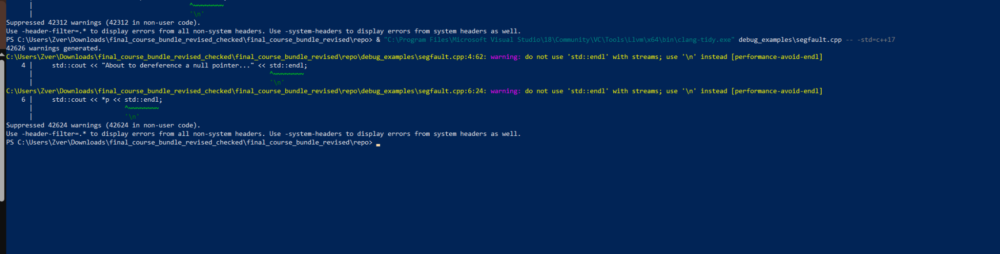 |                                         ^~~~~~~~~
|                                         '\n'
Suppressed 42312 warnings (42312 in non-user code).
Use -header-filter=.* to display errors from all non-system headers. Use -system-headers to display errors from system headers as well.
PS C:\Users\Zver\Downloads\final_course_bundle_revised_checked\final_course_bundle_revised\repo> & "C:\Program Files\Microsoft Visual Studio\18\Community\VC\Tools\Llvm\x64\bin\clang-tidy.exe" debug_examples\segfault.cpp -- -std=c++17
42626 warnings generated.
C:\Users\Zver\Downloads\final_course_bundle_revised_checked\final_course_bundle_revised\repo\debug_examples\segfault.cpp:4:62: warning: do not use 'std::endl' with streams; use '\n' instead [performance-avoid-endl]
    4 |     std::cout << "About to dereference a null pointer..." << std::endl;
      |                                                              ^~~~~~~~~
      |                                                              '\n'
C:\Users\Zver\Downloads\final_course_bundle_revised_checked\final_course_bundle_revised\repo\debug_examples\segfault.cpp:6:24: warning: do not use 'std::endl' with streams; use '\n' instead [performance-avoid-endl]
    6 |     std::cout << *p << std::endl;
      |                        ^~~~~~~~~
      |                        '\n'
Suppressed 42624 warnings (42624 in non-user code).
Use -header-filter=.* to display errors from all non-system headers. Use -system-headers to display errors from system headers as well.
PS C:\Users\Zver\Downloads\final_course_bundle_revised_checked\final_course_bundle_revised\repo>